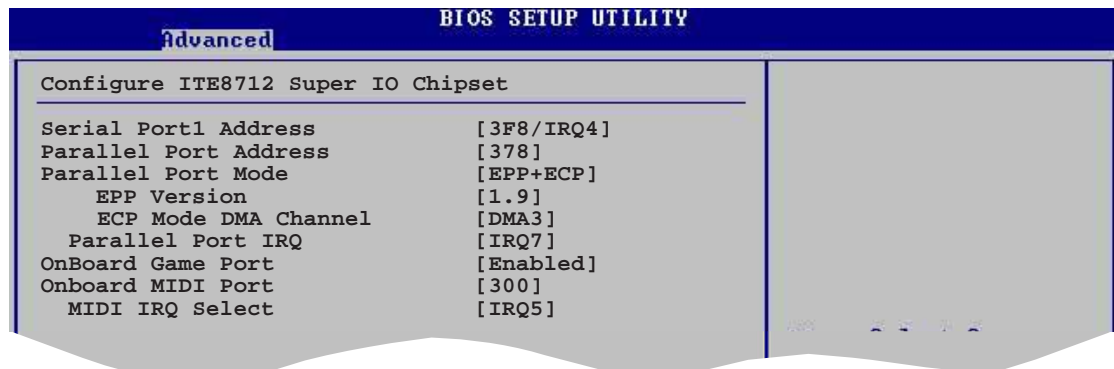 BIOS SETUP UTILITY
Advanced
Configure ITE8712 Super IO Chipset
Serial Port1 Address [3F8/IRQ4]
Parallel Port Address [378]
Parallel Port Mode [EPP+ECP]
EPP Version [1.9]
ECP Mode DMA Channel [DMA3]
Parallel Port IRQ [IRQ7]
OnBoard Game Port [Enabled]
Onboard MIDI Port [300]
MIDI IRQ Select [IRQ5]